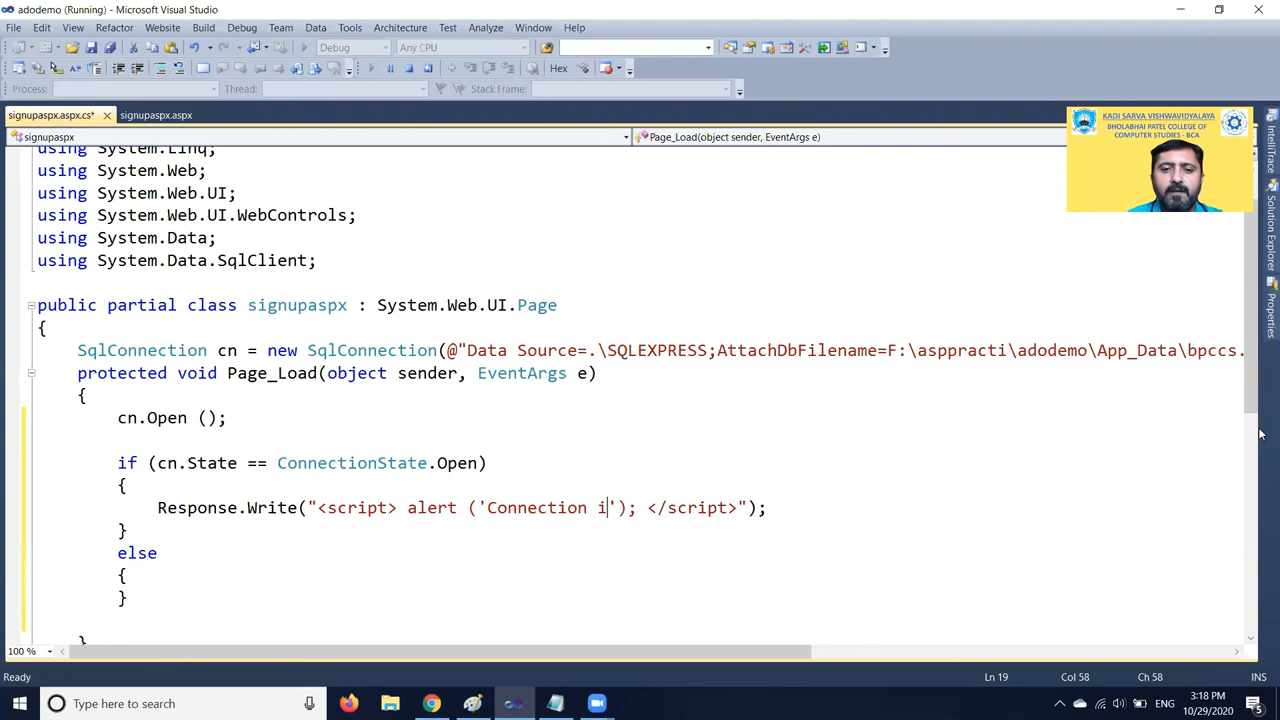 adodemo (Running) - Microsoft Visual Studio
File Edit View Refactor Website Build Debug Team Data Tools Architecture Test Analyze Window Help
Debug Any CPU
Hex
Process: Thread: Stack Frame:
signupaspx.aspx.cs* signupaspx.aspx
signupaspx Page_Load(object sender, EventArgs e)
KADI SARVA VISHWAVIDYALAYA
BHOLABHAI PATEL COLLEGE OF
COMPUTER STUDIES - BCA
IntelliTrace
Solution Explorer
Properties
using System.Linq;
using System.Web;
using System.Web.UI;
using System.Web.UI.WebControls;
using System.Data;
using System.Data.SqlClient;
public partial class signupaspx : System.Web.UI.Page
{
SqlConnection cn = new SqlConnection(@"Data Source=.\SQLEXPRESS;AttachDbFilename=F:\asppracti\adodemo\App_Data\bpccs.
protected void Page_Load(object sender, EventArgs e)
{
cn.Open ();
if (cn.State == ConnectionState.Open)
{
Response.Write("<script> alert ('Connection i'); </script>");
}
else
{
}
}
100 %
Ready Ln 19 Col 58 Ch 58 INS
Type here to search
ENG
3:18 PM
10/29/2020
5